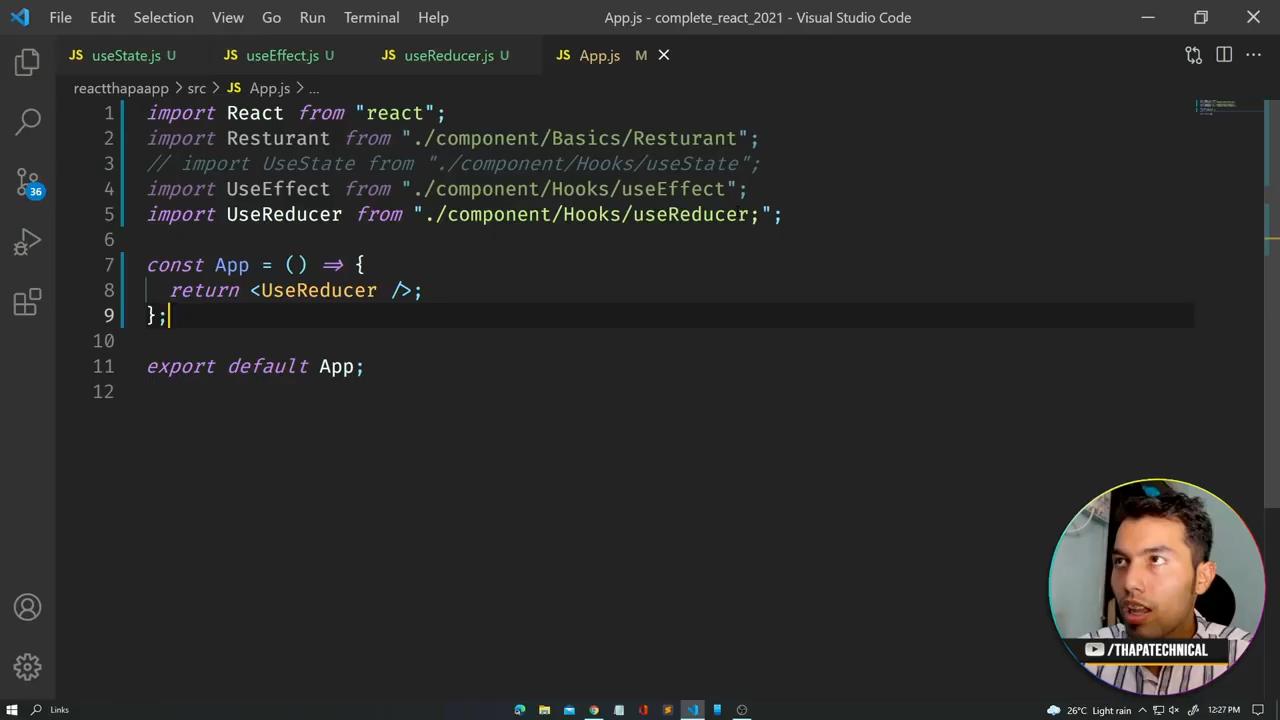 File Edit Selection View Go Run Terminal Help
App.js - complete_react_2021 - Visual Studio Code
JS useState.js U
JS useEffect.js U
JS useReducer.js U
JS App.js M
reactthapaapp > src > JS App.js > ...
1 import React from "react";
2 import Resturant from "./component/Basics/Resturant";
3 // import UseState from "./component/Hooks/useState";
4 import UseEffect from "./component/Hooks/useEffect";
5 import UseReducer from "./component/Hooks/useReducer;";
6
7 const App = () => {
8 return <UseReducer />;
9 };
10
11 export default App;
12
36
/THAPATECHNICAL
Links
26°C Light rain
12:27 PM